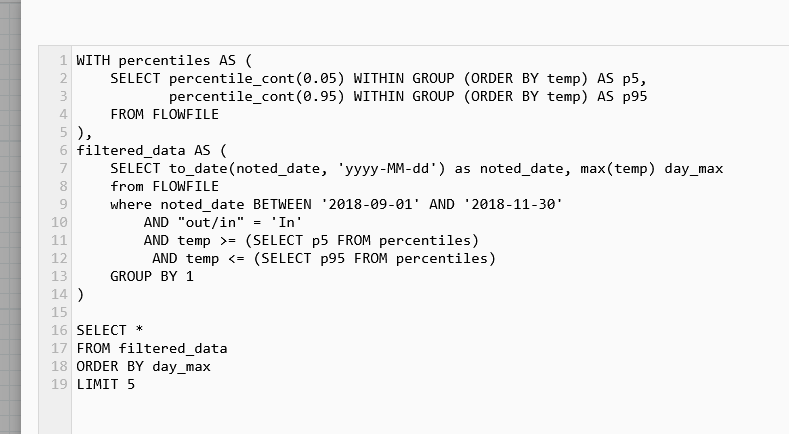 1 WITH percentiles AS (
2     SELECT percentile_cont(0.05) WITHIN GROUP (ORDER BY temp) AS p5,
3            percentile_cont(0.95) WITHIN GROUP (ORDER BY temp) AS p95
4     FROM FLOWFILE
5 ),
6 filtered_data AS (
7     SELECT to_date(noted_date, 'yyyy-MM-dd') as noted_date, max(temp) day_max
8     from FLOWFILE
9     where noted_date BETWEEN '2018-09-01' AND '2018-11-30'
10         AND "out/in" = 'In'
11         AND temp >= (SELECT p5 FROM percentiles)
12          AND temp <= (SELECT p95 FROM percentiles)
13     GROUP BY 1
14 )
15
16 SELECT *
17 FROM filtered_data
18 ORDER BY day_max
19 LIMIT 5